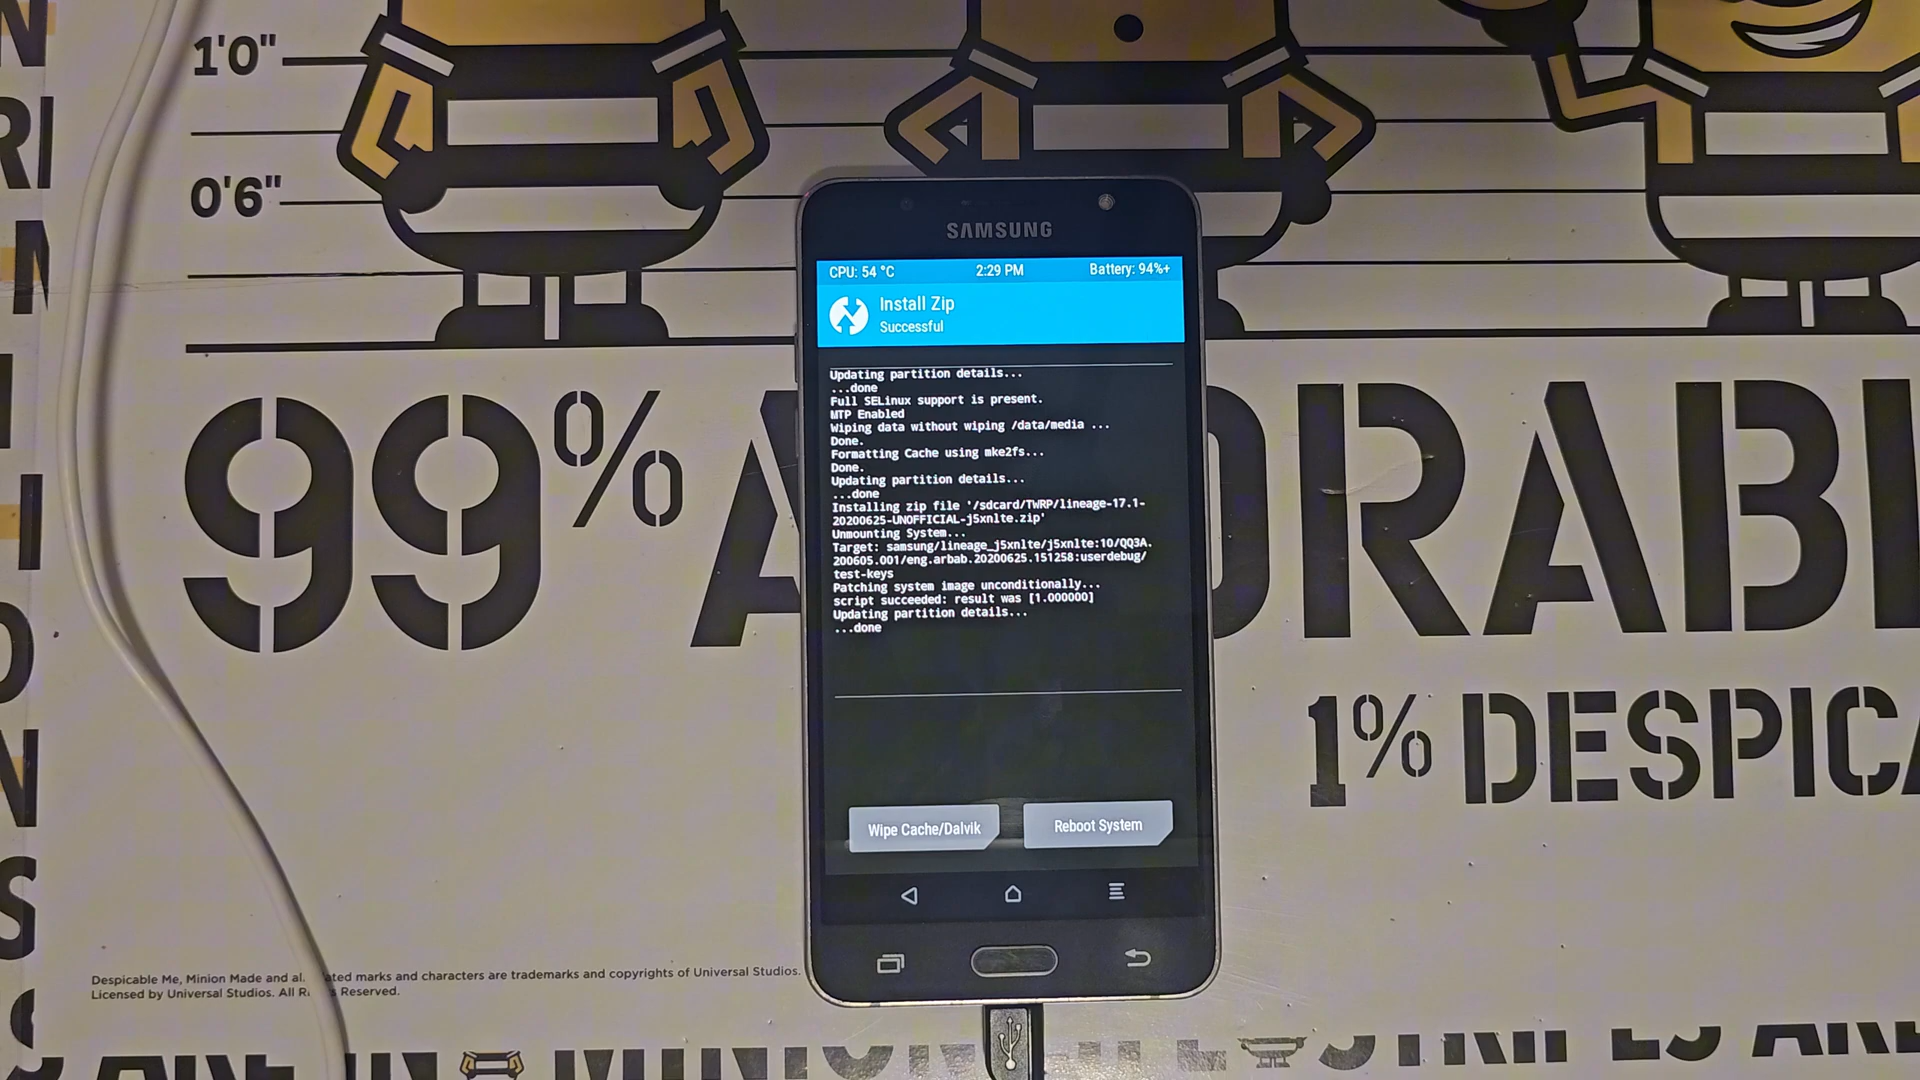 1'0"
0'6"
SAMSUNG
CPU: 54 °C 2:29 PM Battery: 94%+
Install Zip
Successful
Updating partition details...
...done
Full SELinux support is present.
MTP Enabled
Wiping data without wiping /data/media ...
Done.
Formatting Cache using mke2fs...
Done.
Updating partition details...
...done
Installing zip file '/sdcard/TWRP/lineage-17.1-
20200625-UNOFFICIAL-j5xnlte.zip'
Unmounting System...
Target: samsung/lineage_j5xnlte/j5xnlte:10/QQ3A.
200605.001/eng.arbab.20200625.151258:userdebug/
test-keys
Patching system image unconditionally...
script succeeded: result was [1.000000]
Updating partition details...
...done
Wipe Cache/Dalvik Reboot System
99% A ORABL
1% DESPICA
Despicable Me, Minion Made and al ated marks and characters are trademarks and copyrights of Universal Studios.
Licensed by Universal Studios. All R s Reserved.